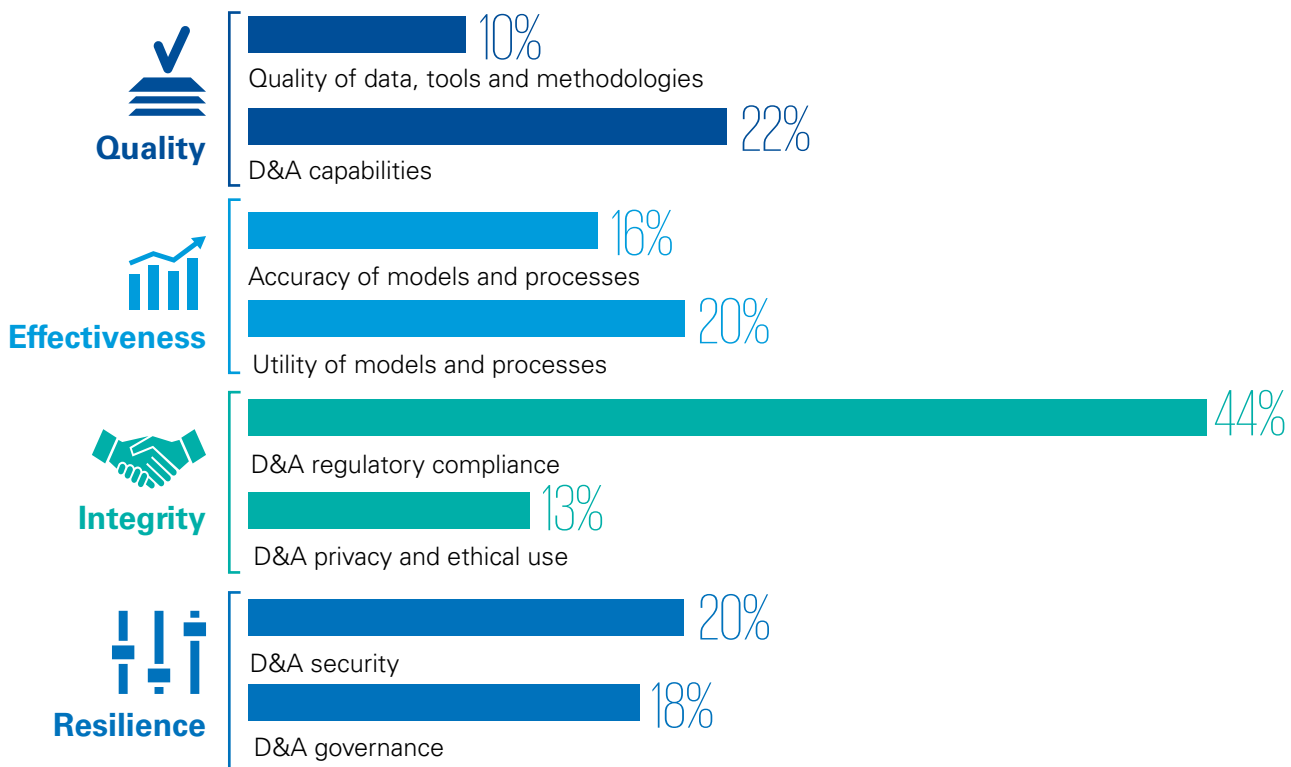 10%
Quality of data, tools and methodologies
22%
Quality
D&A capabilities
16%
Accuracy of models and processes
20%
Effectiveness
Utility of models and processes
44%
D&A regulatory compliance
13%
Integrity
D&A privacy and ethical use
20%
D&A security
18%
Resilience
D&A governance